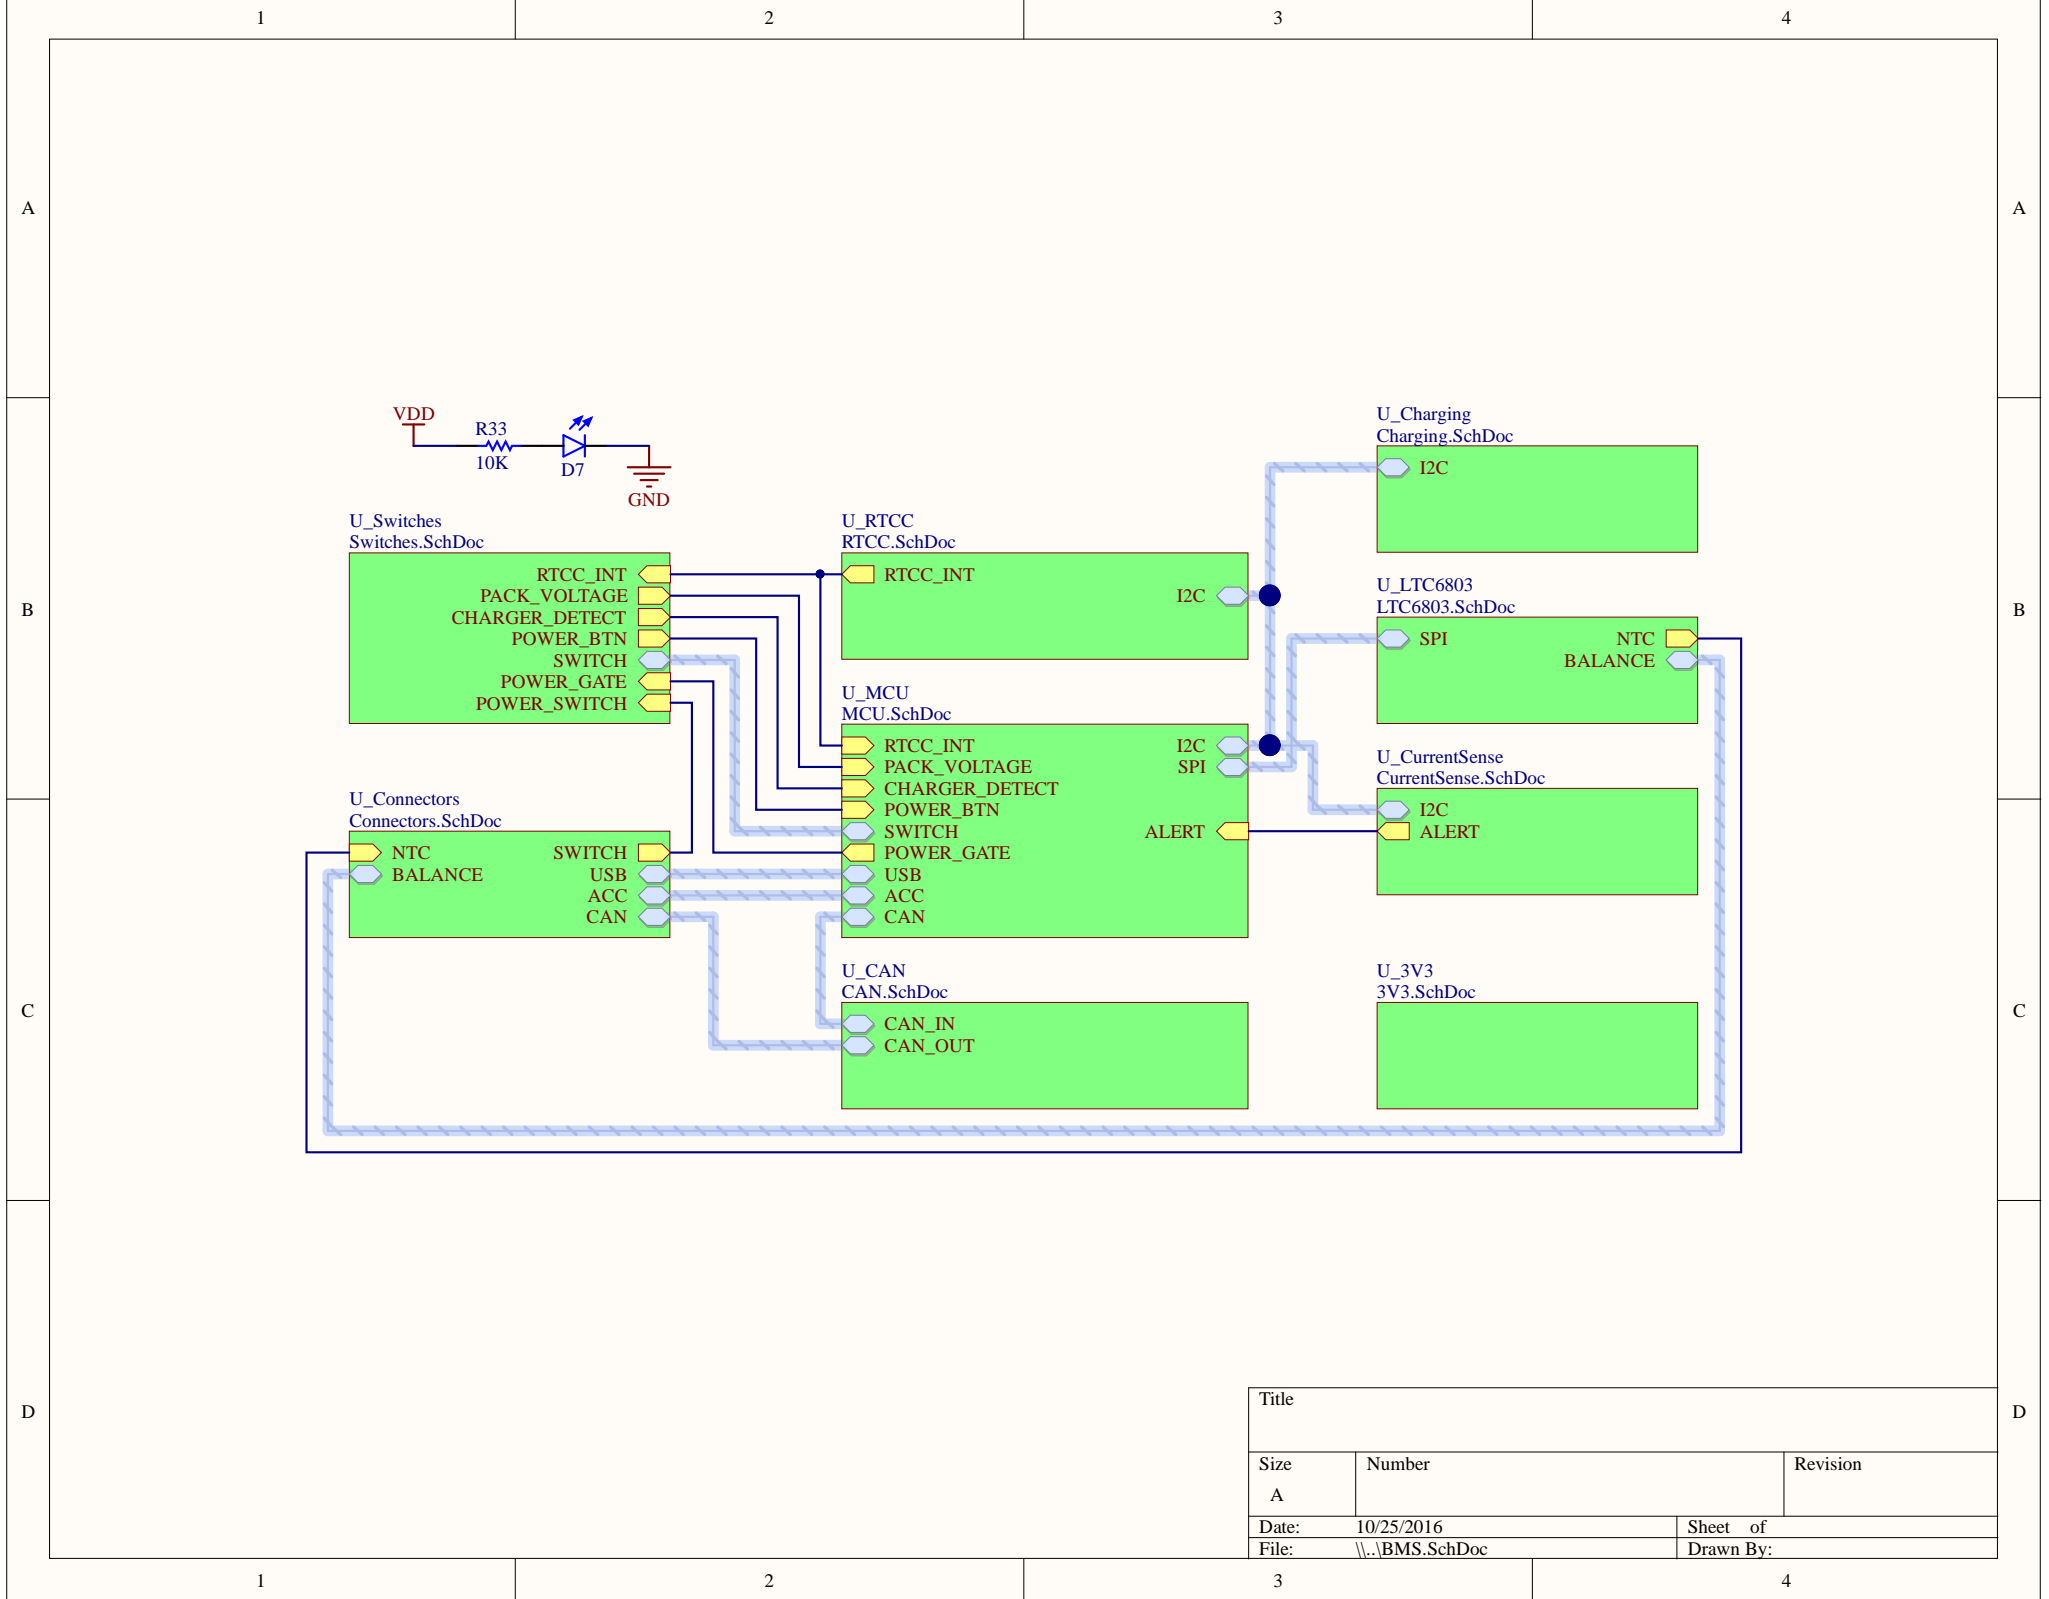 1 2 3 4
A A
VDD
R33
10K
D7
GND
U_Charging
Charging.SchDoc
I2C
U_Switches
Switches.SchDoc
RTCC_INT
PACK_VOLTAGE
CHARGER_DETECT
POWER_BTN
SWITCH
POWER_GATE
POWER_SWITCH
U_RTCC
RTCC.SchDoc
RTCC_INT
I2C
B B
U_LTC6803
LTC6803.SchDoc
SPI NTC
BALANCE
U_MCU
MCU.SchDoc
RTCC_INT I2C
PACK_VOLTAGE SPI
CHARGER_DETECT
POWER_BTN
SWITCH ALERT
POWER_GATE
USB
ACC
CAN
U_CurrentSense
CurrentSense.SchDoc
I2C
ALERT
U_Connectors
Connectors.SchDoc
NTC SWITCH
BALANCE USB
ACC
CAN
U_CAN
CAN.SchDoc
CAN_IN
CAN_OUT
U_3V3
3V3.SchDoc
C C
D D
Title
Size Number Revision
A
Date: 10/25/2016 Sheet of
File: \\..\BMS.SchDoc Drawn By:
1 2 3 4